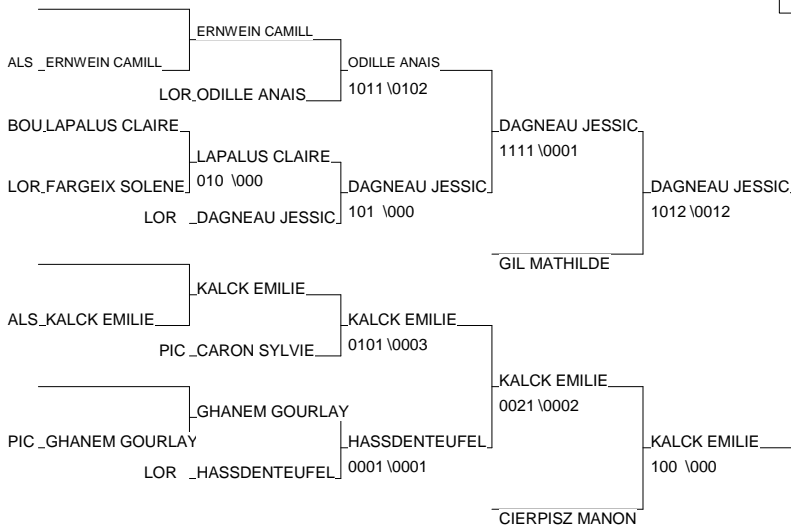 ERNWEIN CAMILL
ALS ERNWEIN CAMILL
ODILLE ANAIS
LOR ODILLE ANAIS
1011 \0102
BOU LAPALUS CLAIRE
DAGNEAU JESSIC
1111 \0001
LAPALUS CLAIRE
010 \000
LOR FARGEIX SOLENE
DAGNEAU JESSIC
101 \000
DAGNEAU JESSIC
1012 \0012
LOR DAGNEAU JESSIC
GIL MATHILDE
KALCK EMILIE
ALS KALCK EMILIE
KALCK EMILIE
0101 \0003
PIC CARON SYLVIE
KALCK EMILIE
0021 \0002
GHANEM GOURLAY
PIC GHANEM GOURLAY
HASSDENTEUFEL
0001 \0001
KALCK EMILIE
100 \000
LOR HASSDENTEUFEL
CIERPISZ MANON